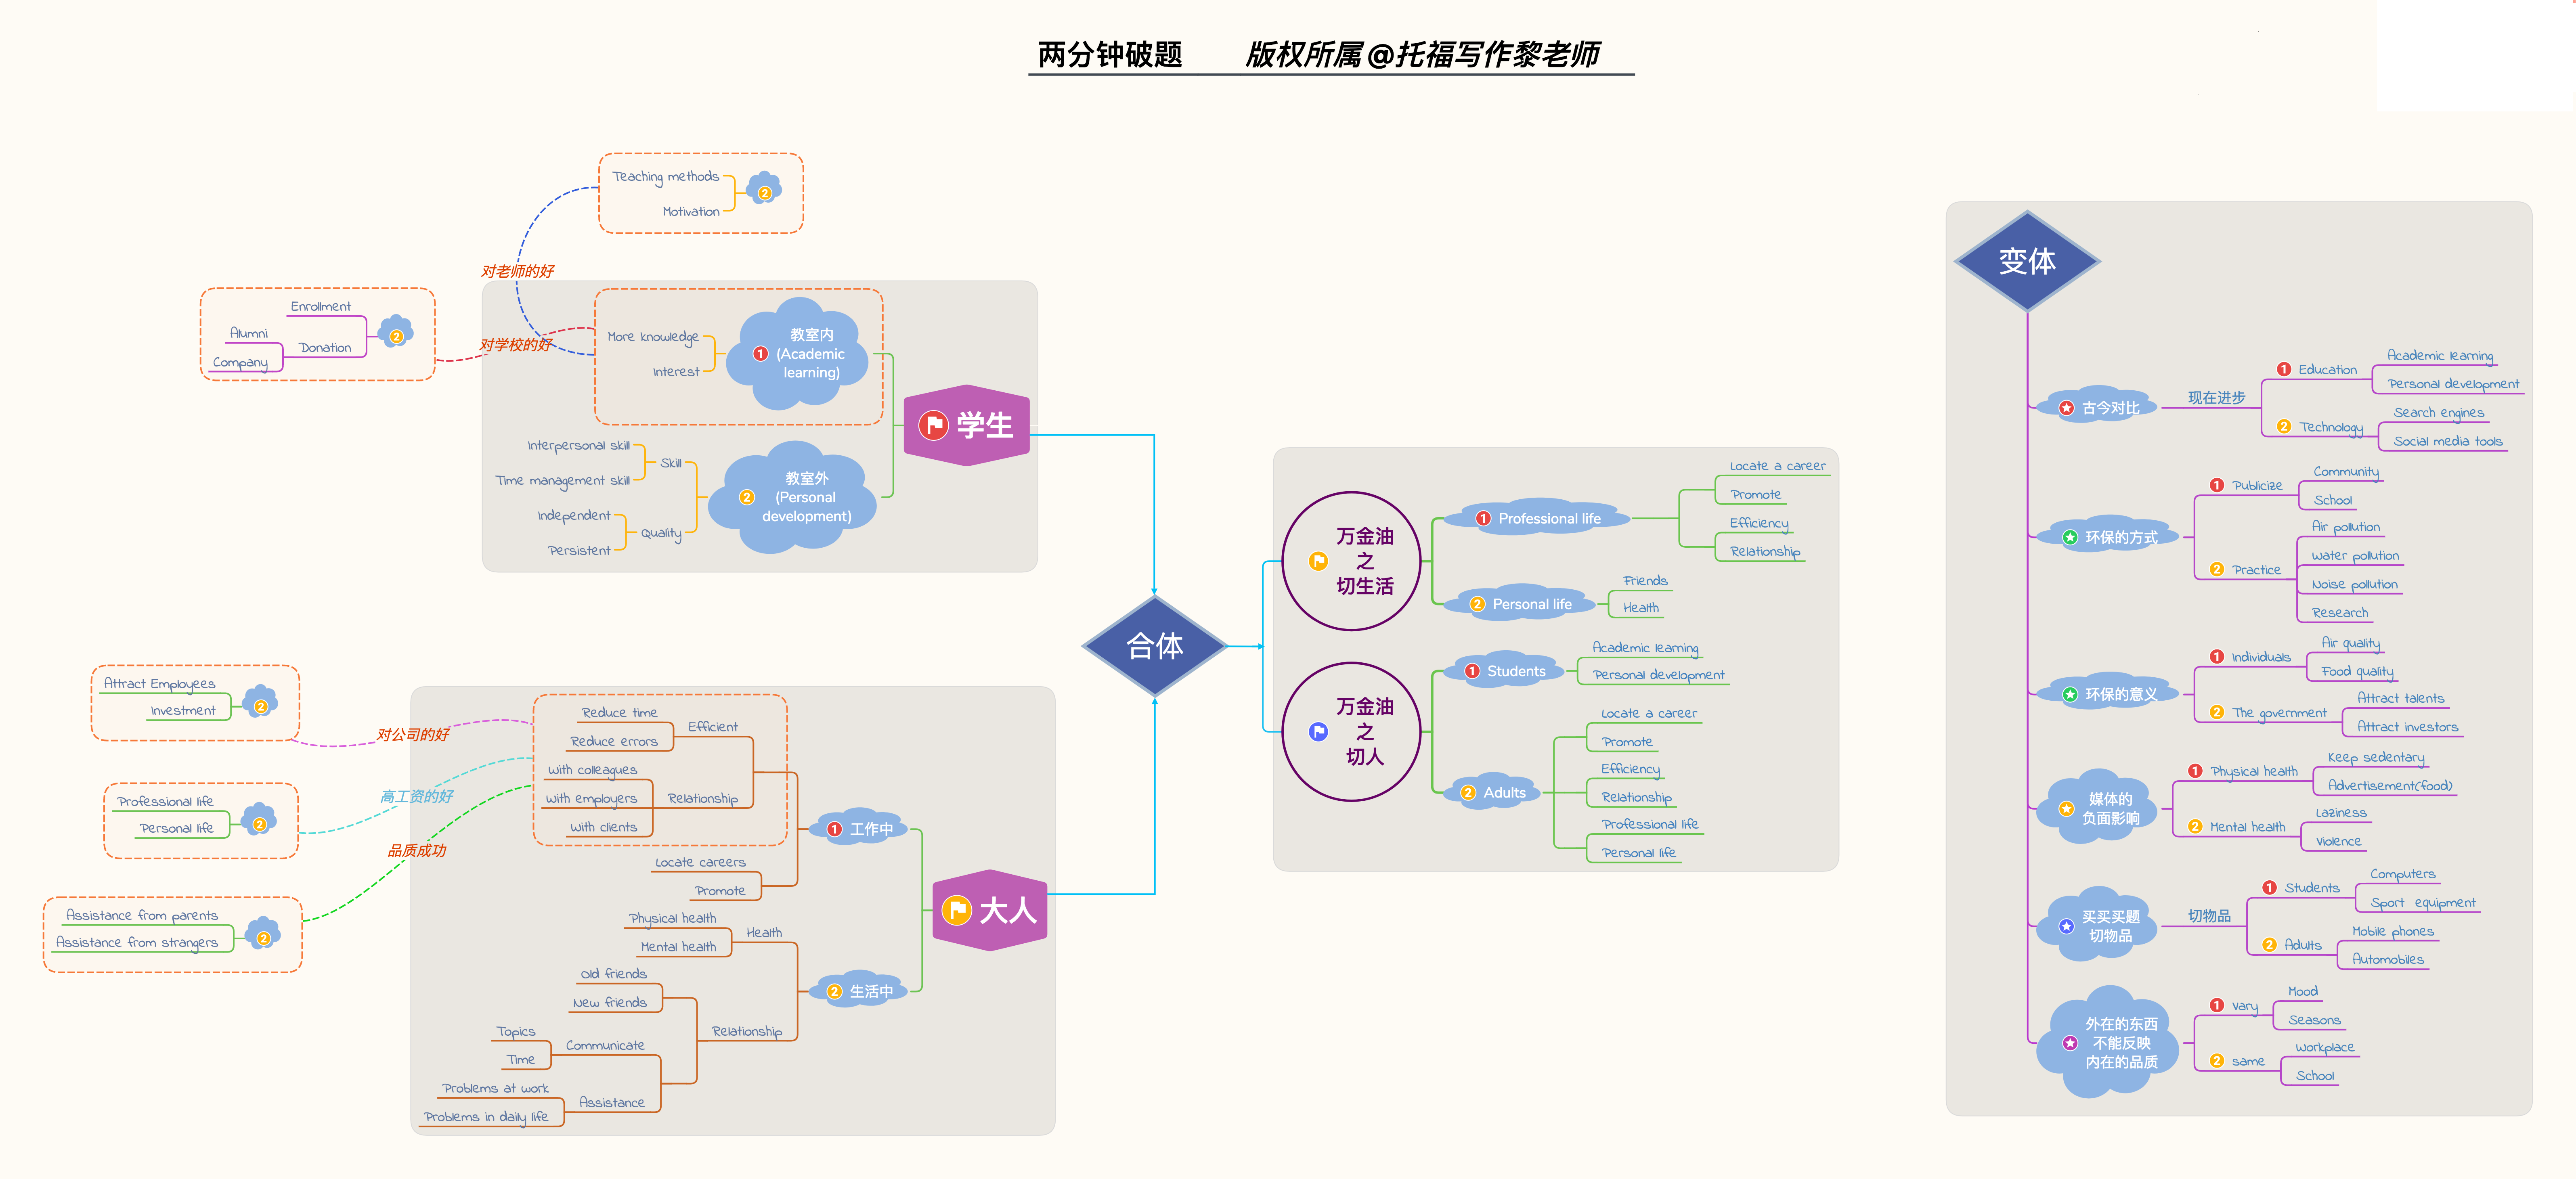 两分钟破题 版权所属@托福写作黎老师
Teaching methods
Motivation
2
对老师的好
Enrollment
Alumni
Donation
Company
2
对学校的好
More knowledge
Interest
1
教室内
(Academic
learning)
Interpersonal skill
Time management skill
Skill
Independent
Persistent
Quality
2
教室外
(Personal
development)
学生
Attract Employees
Investment
2
对公司的好
Professional life
Personal life
2
高工资的好
Assistance from parents
Assistance from strangers
2
品质成功
Reduce time
Reduce errors
Efficient
With colleagues
With employers
With clients
Relationship
Locate careers
Promote
1 工作中
Physical health
Mental health
Health
Old friends
New friends
Topics
Time
Communicate
Problems at work
Problems in daily life
Assistance
Relationship
2 生活中
大人
合体
万金油
之
切生活
1 Professional life
Locate a career
Promote
Efficiency
Relationship
2 Personal life
Friends
Health
万金油
之
切人
1 Students
Academic learning
Personal development
2 Adults
Locate a career
Promote
Efficiency
Relationship
Professional life
Personal life
变体
古今对比
现在进步
1 Education
Academic learning
Personal development
2 Technology
Search engines
Social media tools
环保的方式
1 Publicize
Community
School
2 Practice
Air pollution
Water pollution
Noise pollution
Research
环保的意义
1 Individuals
Air quality
Food quality
2 The government
Attract talents
Attract investors
媒体的
负面影响
1 Physical health
Keep sedentary
Advertisement(food)
2 Mental health
Laziness
Violence
买买买题
切物品
切物品
1 Students
Computers
Sport equipment
2 Adults
Mobile phones
Automobiles
外在的东西
不能反映
内在的品质
1 Vary
Mood
Seasons
2 same
Workplace
School